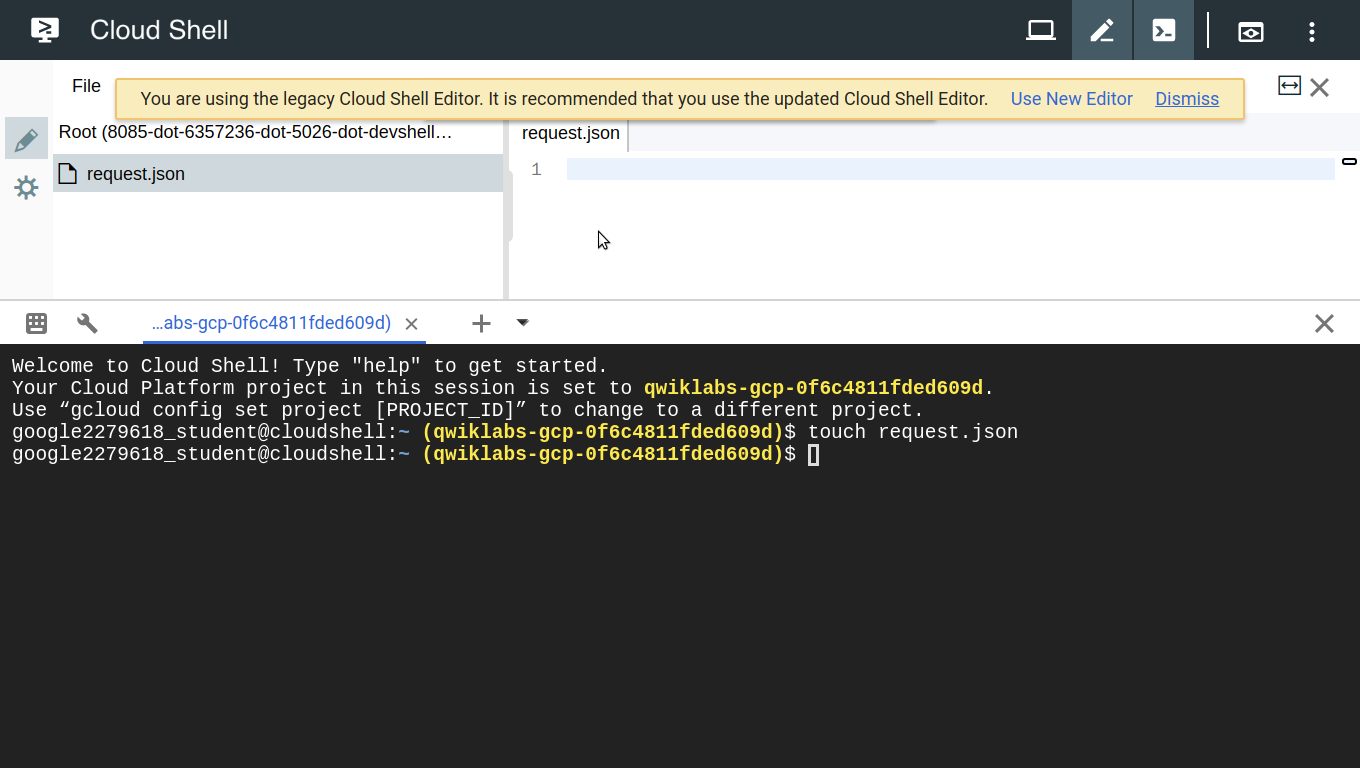 Cloud Shell
File
You are using the legacy Cloud Shell Editor. It is recommended that you use the updated Cloud Shell Editor. Use New Editor Dismiss
Root (8085-dot-6357236-dot-5026-dot-devshell…
request.json
request.json
1
...abs-gcp-0f6c4811fded609d)
Welcome to Cloud Shell! Type "help" to get started.
Your Cloud Platform project in this session is set to qwiklabs-gcp-0f6c4811fded609d.
Use “gcloud config set project [PROJECT_ID]” to change to a different project.
google2279618_student@cloudshell:~ (qwiklabs-gcp-0f6c4811fded609d)$ touch request.json
google2279618_student@cloudshell:~ (qwiklabs-gcp-0f6c4811fded609d)$